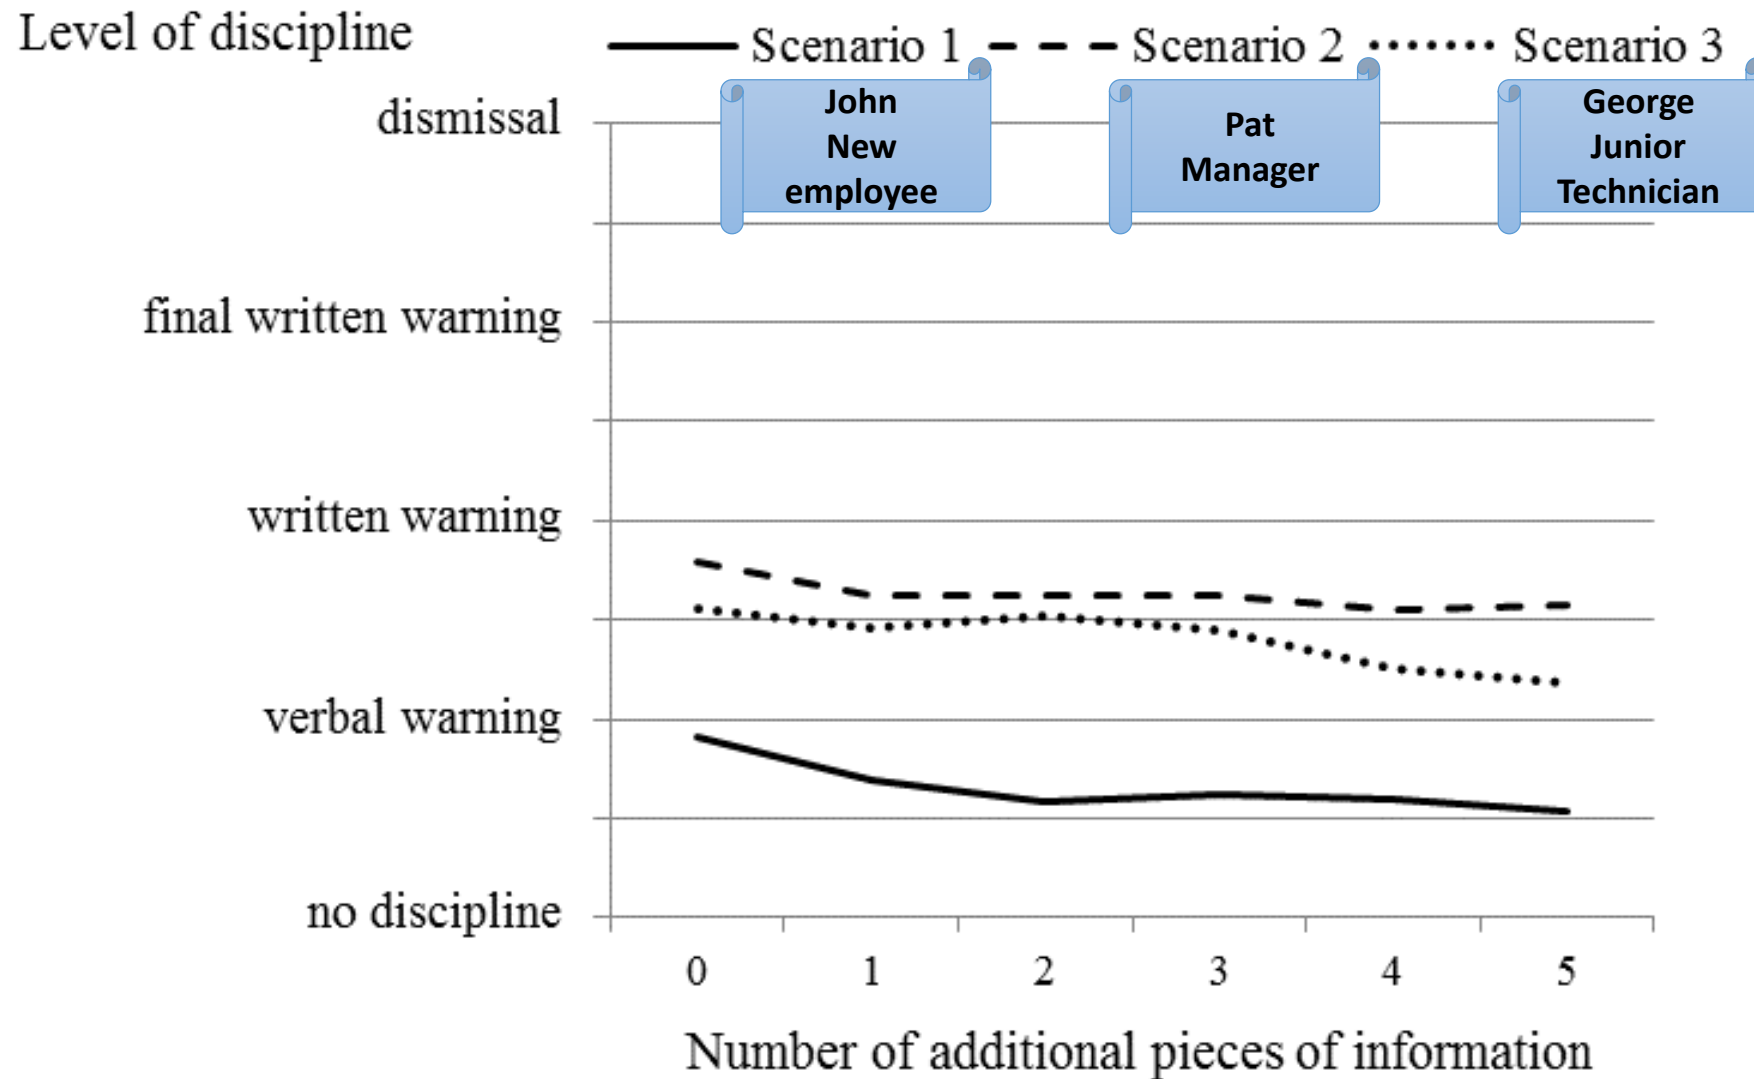 Level of discipline
Scenario 1 Scenario 2 Scenario 3
John
New
employee
Pat
Manager
George
Junior
Technician
dismissal
final written warning
written warning
verbal warning
no discipline
0 1 2 3 4 5
Number of additional pieces of information